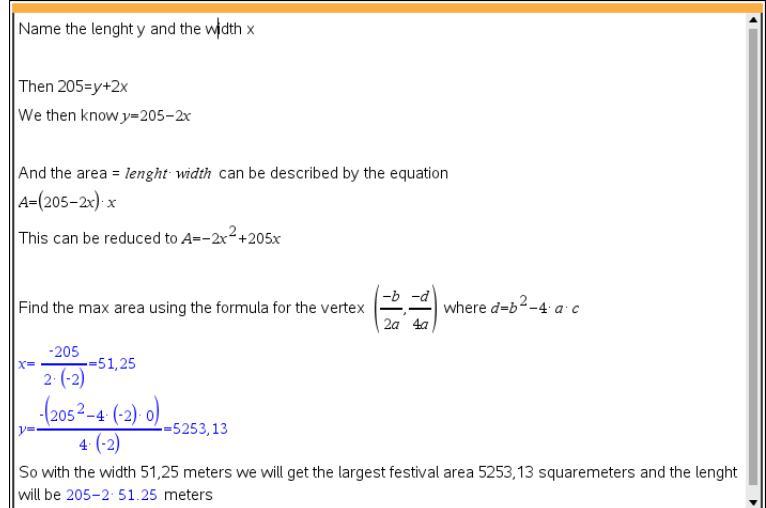 Name the lenght y and the width x
Then 205=y+2x
We then know y=205−2x
And the area = lenght· width can be described by the equation
A=(205−2x)· x
This can be reduced to A=−2x²+205x
Find the max area using the formula for the vertex (−b/2a, −d/4a) where d=b²−4· a· c
x= -205/(2· (-2)) =51,25
y= -(205²−4· (-2)· 0)/(4· (-2)) =5253,13
So with the width 51,25 meters we will get the largest festival area 5253,13 squaremeters and the lenght
will be 205−2· 51.25 meters